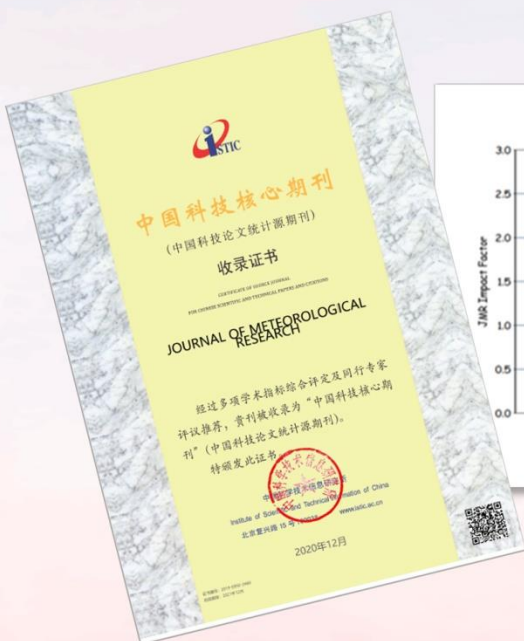 iSTIC
中国科技核心期刊
(中国科技论文统计源期刊)
收录证书
CERTIFICATE OF SOURCE JOURNAL
FOR CHINESE SCIENTIFIC AND TECHNICAL PAPERS AND CITATIONS
JOURNAL OF METEOROLOGICAL
RESEARCH
经过多项学术指标综合评定及同行专家
评议推荐,贵刊被收录为“中国科技核心期
刊”(中国科技论文统计源期刊)。
特颁发此证书。
Institute of Scientific and Technical Information of China
北京复兴路 15 号 100038 www.istic.ac.cn
2020年12月
JMR Impact Factor
3.0
2.5
2.0
1.5
1.0
0.5
0.0